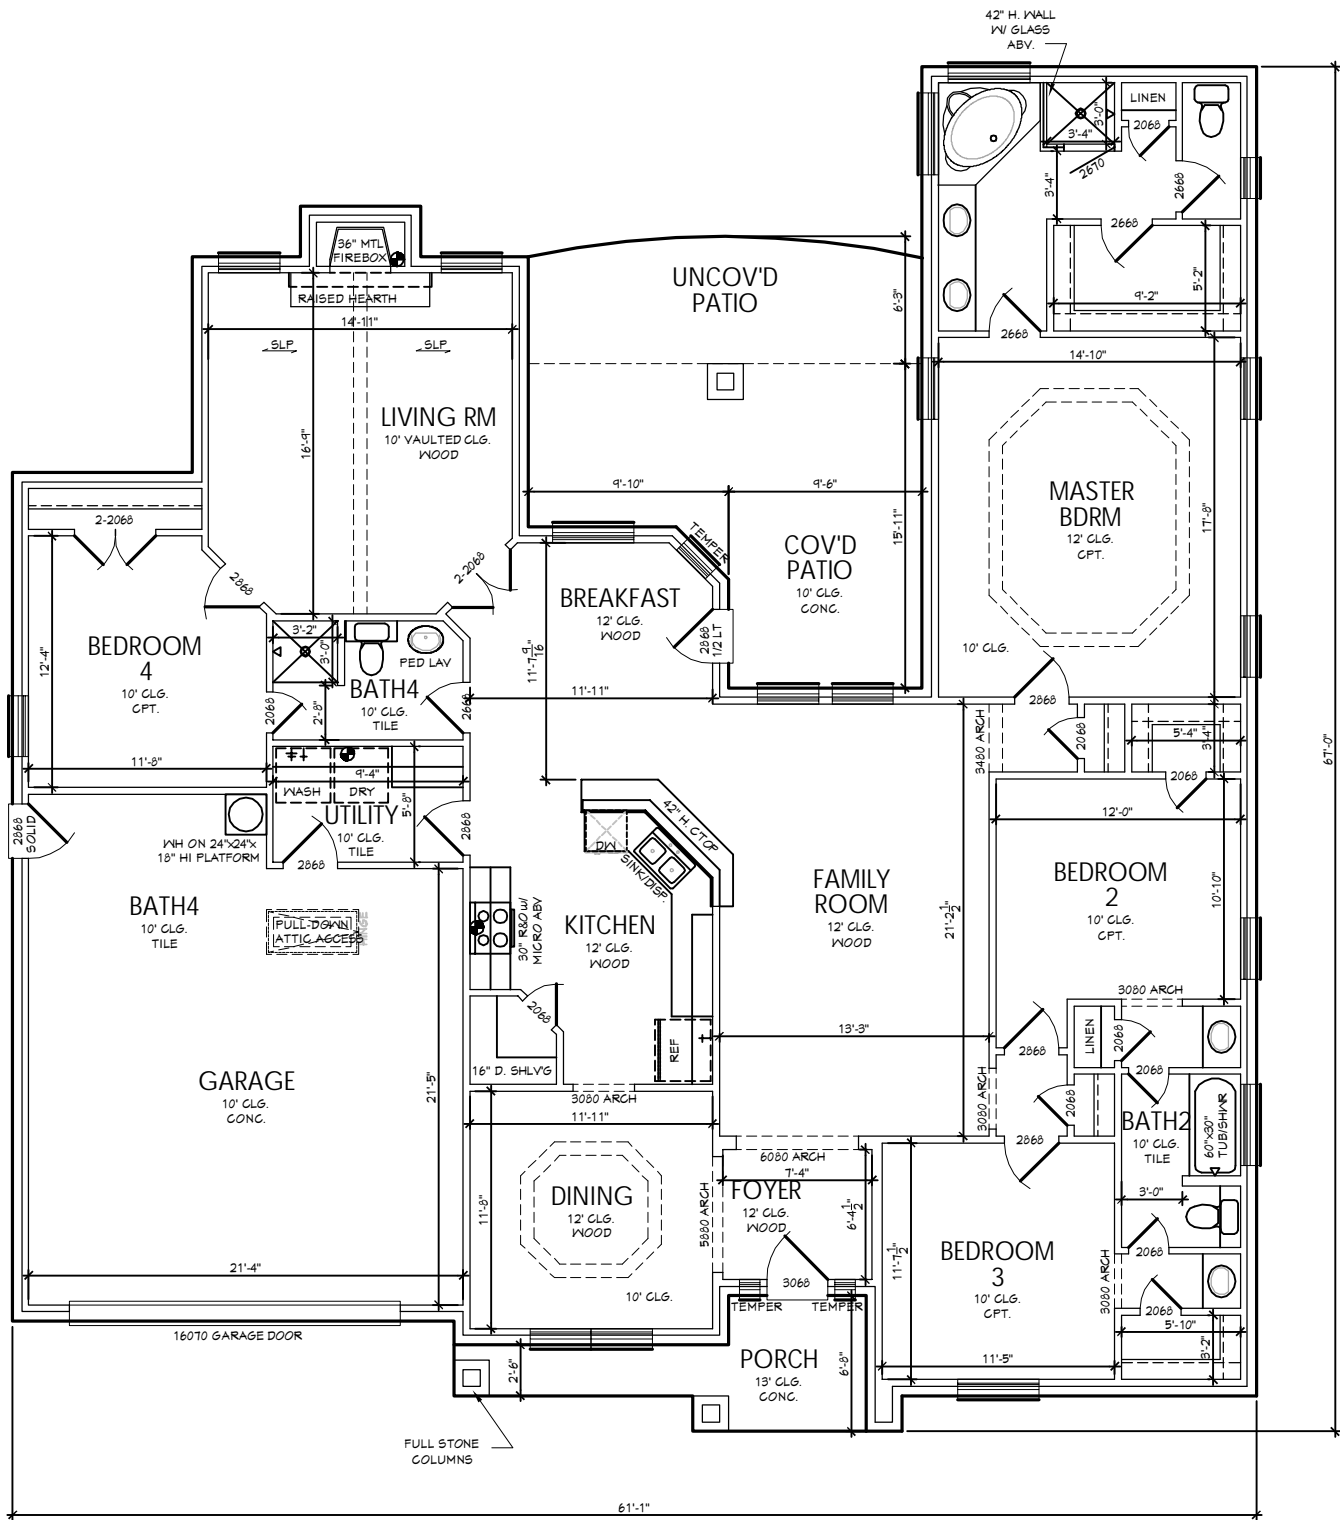 42" H. WALL
W/ GLASS
ABV.
LINEN
2068
3'-0"
3'-4"
2670
3'-4"
2668
2668
5'-2"
9'-2"
2668
36" MTL
FIREBOX
RAISED HEARTH
14'-11"
SLP
SLP
16'-9"
LIVING RM
10' VAULTED CLG.
WOOD
UNCOV'D
PATIO
6'-3"
14'-10"
MASTER
BDRM
12' CLG.
CPT.
17'-8"
10' CLG.
2868
9'-10"
9'-6"
15'-11"
COV'D
PATIO
10' CLG.
CONC.
TEMPER
2-2068
2868
2-2068
BREAKFAST
12' CLG.
WOOD
2868
1/2 LT
11'-7 9/16
11'-11"
12'-4"
BEDROOM
4
10' CLG.
CPT.
11'-8"
3'-2"
3'-0"
PED LAV
BATH4
10' CLG.
TILE
2068
2'-8"
2668
9'-4"
WASH
DRY
5'-8"
UTILITY
10' CLG.
TILE
2868
2868
2868
SOLID
WH ON 24"x24"x
18" HI PLATFORM
BATH4
10' CLG.
TILE
PULL-DOWN
ATTIC ACCESS
HINGE
42" H. CTOP
DW
SINK/DISP.
KITCHEN
12' CLG.
WOOD
30" R&O w/
MICRO ABV
2068
16" D. SHLV'G
REF
FAMILY
ROOM
12' CLG.
WOOD
21'-2 1/2"
13'-3"
3480 ARCH
2068
5'-4"
3'-4"
2068
12'-0"
BEDROOM
2
10' CLG.
CPT.
10'-10"
3080 ARCH
2868
LINEN
2068
2068
3080 ARCH
2068
2868
BATH2
10' CLG.
TILE
60"x30"
TUB/SHWR
3'-0"
2068
2068
5'-10"
3'-2"
GARAGE
10' CLG.
CONC.
21'-5"
21'-4"
16070 GARAGE DOOR
3080 ARCH
11'-11"
11'-8"
DINING
12' CLG.
WOOD
10' CLG.
5880 ARCH
6080 ARCH
7'-4"
FOYER
12' CLG.
WOOD
6'-4 1/2"
3068
TEMPER
TEMPER
11'-7 1/2"
BEDROOM
3
10' CLG.
CPT.
3080 ARCH
11'-5"
2'-6"
PORCH
13' CLG.
CONC.
6'-8"
FULL STONE
COLUMNS
61'-1"
67'-0"